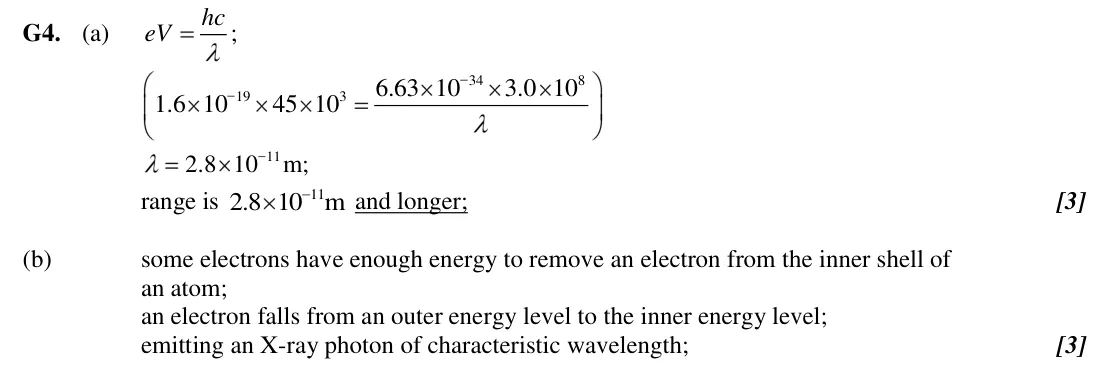 G4. (a) eV = hc/λ;
(1.6×10⁻¹⁹ × 45×10³ = 6.63×10⁻³⁴ × 3.0×10⁸/λ)
λ = 2.8×10⁻¹¹ m;
range is 2.8×10⁻¹¹m and longer; [3]
(b) some electrons have enough energy to remove an electron from the inner shell of
an atom;
an electron falls from an outer energy level to the inner energy level;
emitting an X-ray photon of characteristic wavelength; [3]